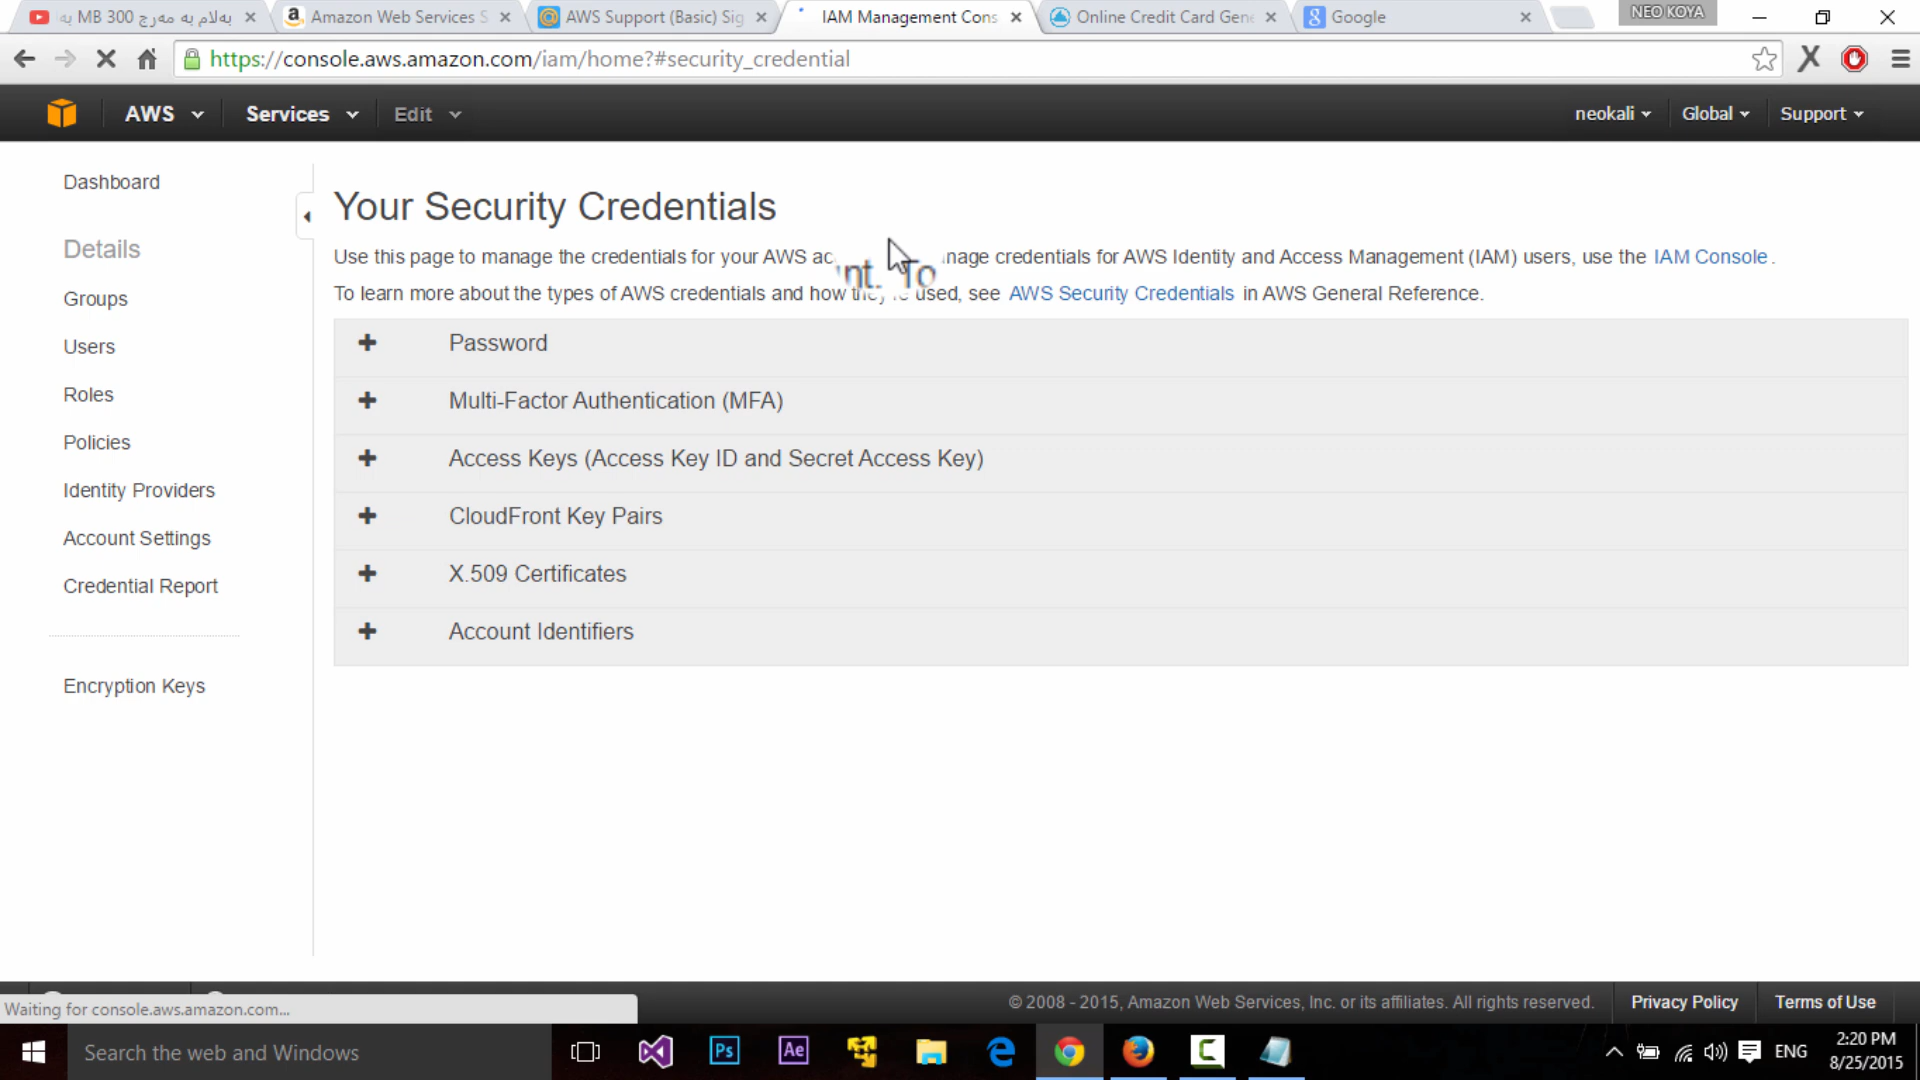 بەڵام بە مەرج 300 MB بە
Amazon Web Services S
AWS Support (Basic) Sig
IAM Management Cons
Online Credit Card Gene
Google
NEO KOYA
https://console.aws.amazon.com/iam/home?#security_credential
AWS
Services
Edit
neokali
Global
Support
Dashboard
Details
Groups
Users
Roles
Policies
Identity Providers
Account Settings
Credential Report
Encryption Keys
Your Security Credentials
Use this page to manage the credentials for your AWS ac nt. To nage credentials for AWS Identity and Access Management (IAM) users, use the IAM Console.
To learn more about the types of AWS credentials and how they're used, see AWS Security Credentials in AWS General Reference.
Password
Multi-Factor Authentication (MFA)
Access Keys (Access Key ID and Secret Access Key)
CloudFront Key Pairs
X.509 Certificates
Account Identifiers
Waiting for console.aws.amazon.com...
© 2008 - 2015, Amazon Web Services, Inc. or its affiliates. All rights reserved.
Privacy Policy
Terms of Use
Search the web and Windows
Ps
Ae
ENG
2:20 PM
8/25/2015